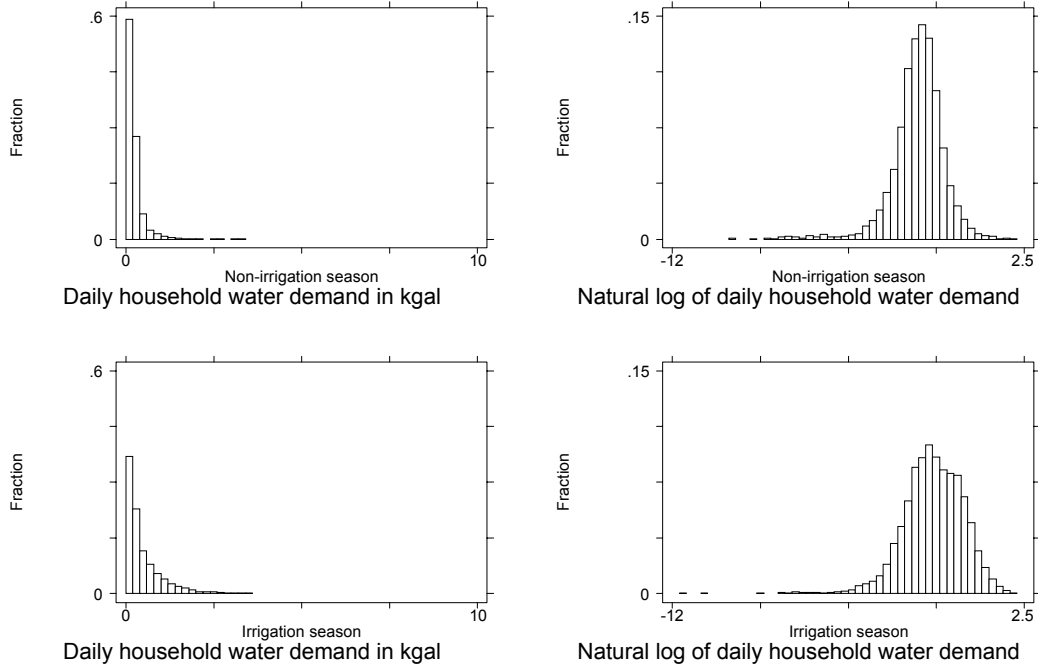 .6
Fraction
0
0
10
Non-irrigation season
Daily household water demand in kgal
.15
Fraction
0
-12
2.5
Non-irrigation season
Natural log of daily household water demand
.6
Fraction
0
0
10
Irrigation season
Daily household water demand in kgal
.15
Fraction
0
-12
2.5
Irrigation season
Natural log of daily household water demand